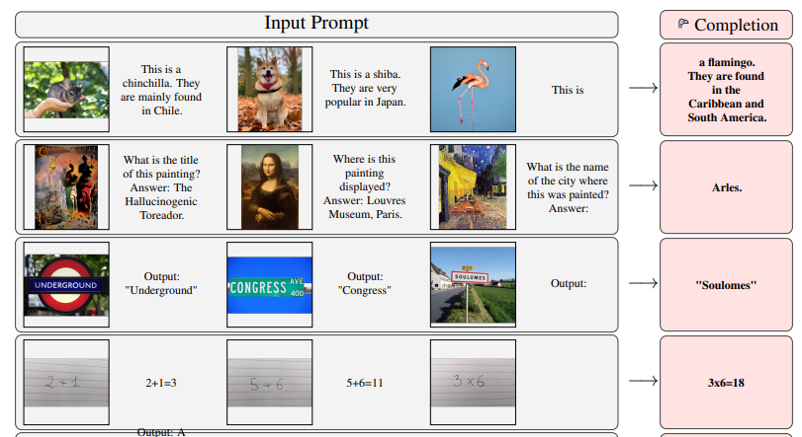 Input Prompt
Completion
This is a
chinchilla. They
are mainly found
in Chile.
This is a shiba.
They are very
popular in Japan.
This is
a flamingo.
They are found
in the
Caribbean and
South America.
What is the title
of this painting?
Answer: The
Hallucinogenic
Toreador.
Where is this
painting
displayed?
Answer: Louvres
Museum, Paris.
What is the name
of the city where
this was painted?
Answer:
Arles.
UNDERGROUND
Output:
"Underground"
CONGRESS AVE
400
Output:
"Congress"
SOULOMES
Output:
"Soulomes"
2+1
2+1=3
5+6
5+6=11
3×6
3x6=18
Output: A